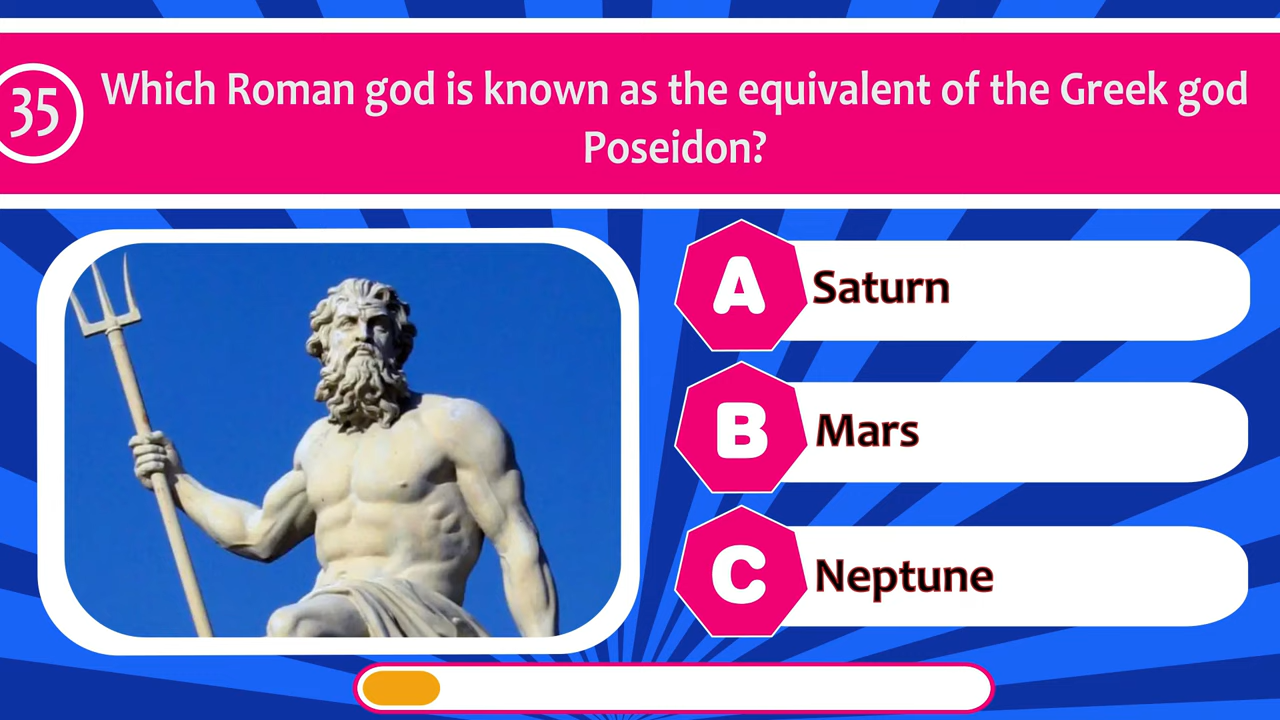 35
Which Roman god is known as the equivalent of the Greek god
Poseidon?
A
Saturn
B
Mars
C
Neptune